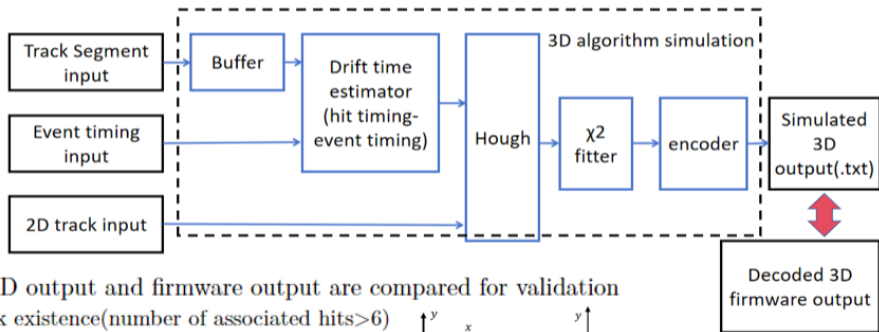 3D algorithm simulation
Track Segment
input
Buffer
Drift time
estimator
(hit timing-
event timing)
Event timing
input
Hough
χ2
fitter
encoder
Simulated
3D
output(.txt)
2D track input
Decoded 3D
firmware output
D output and firmware output are compared for validation
existence(number of associated hits>6)
y
x
y